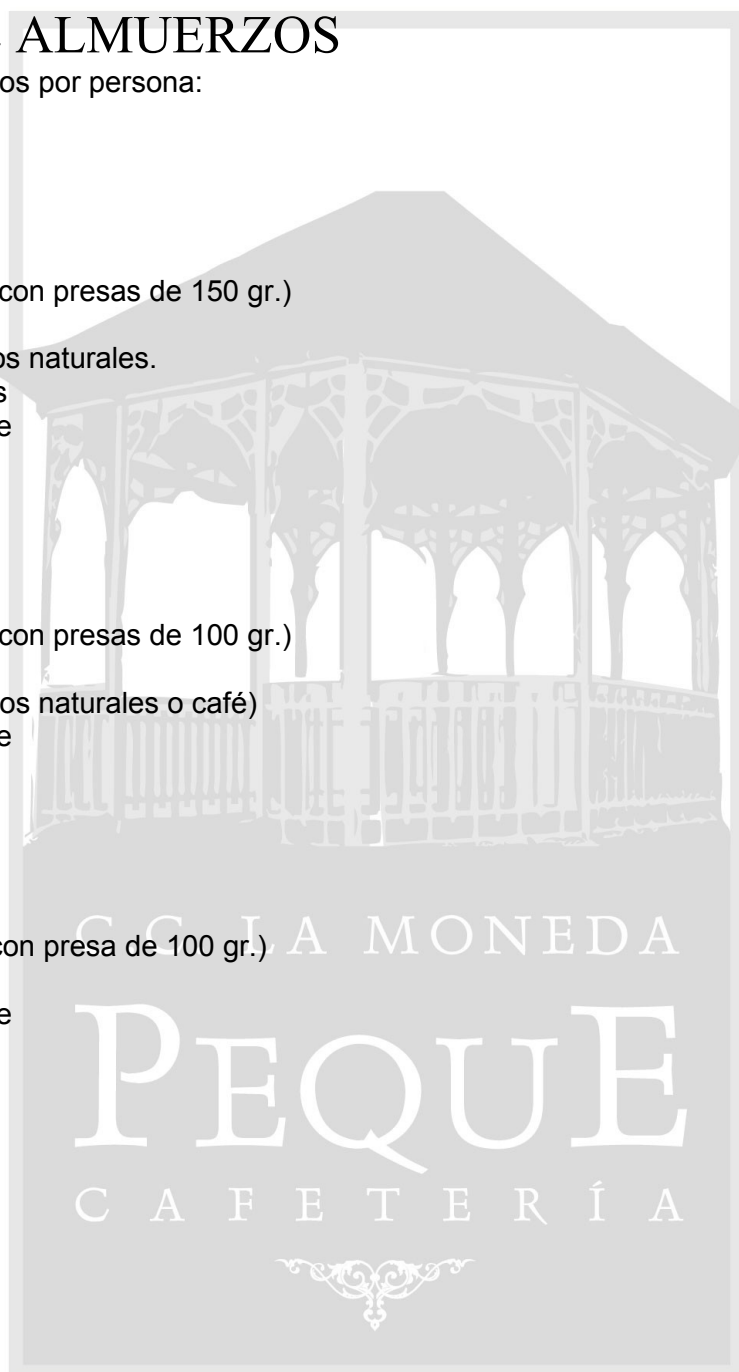 ALMUERZOS
os por persona:
con presas de 150 gr.)
os naturales.
s
e
con presas de 100 gr.)
os naturales o café)
e
con presa de 100 gr.)
e
CC LA MONEDA
PEQUE
CAFETERÍA